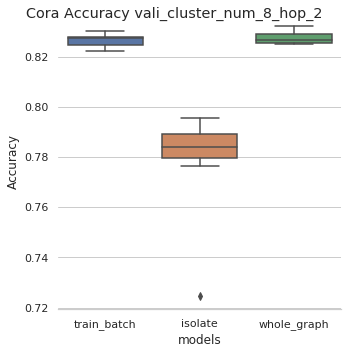 Cora Accuracy vali_cluster_num_8_hop_2
0.82
0.80
0.78
0.76
0.74
0.72
Accuracy
train_batch
isolate
whole_graph
models